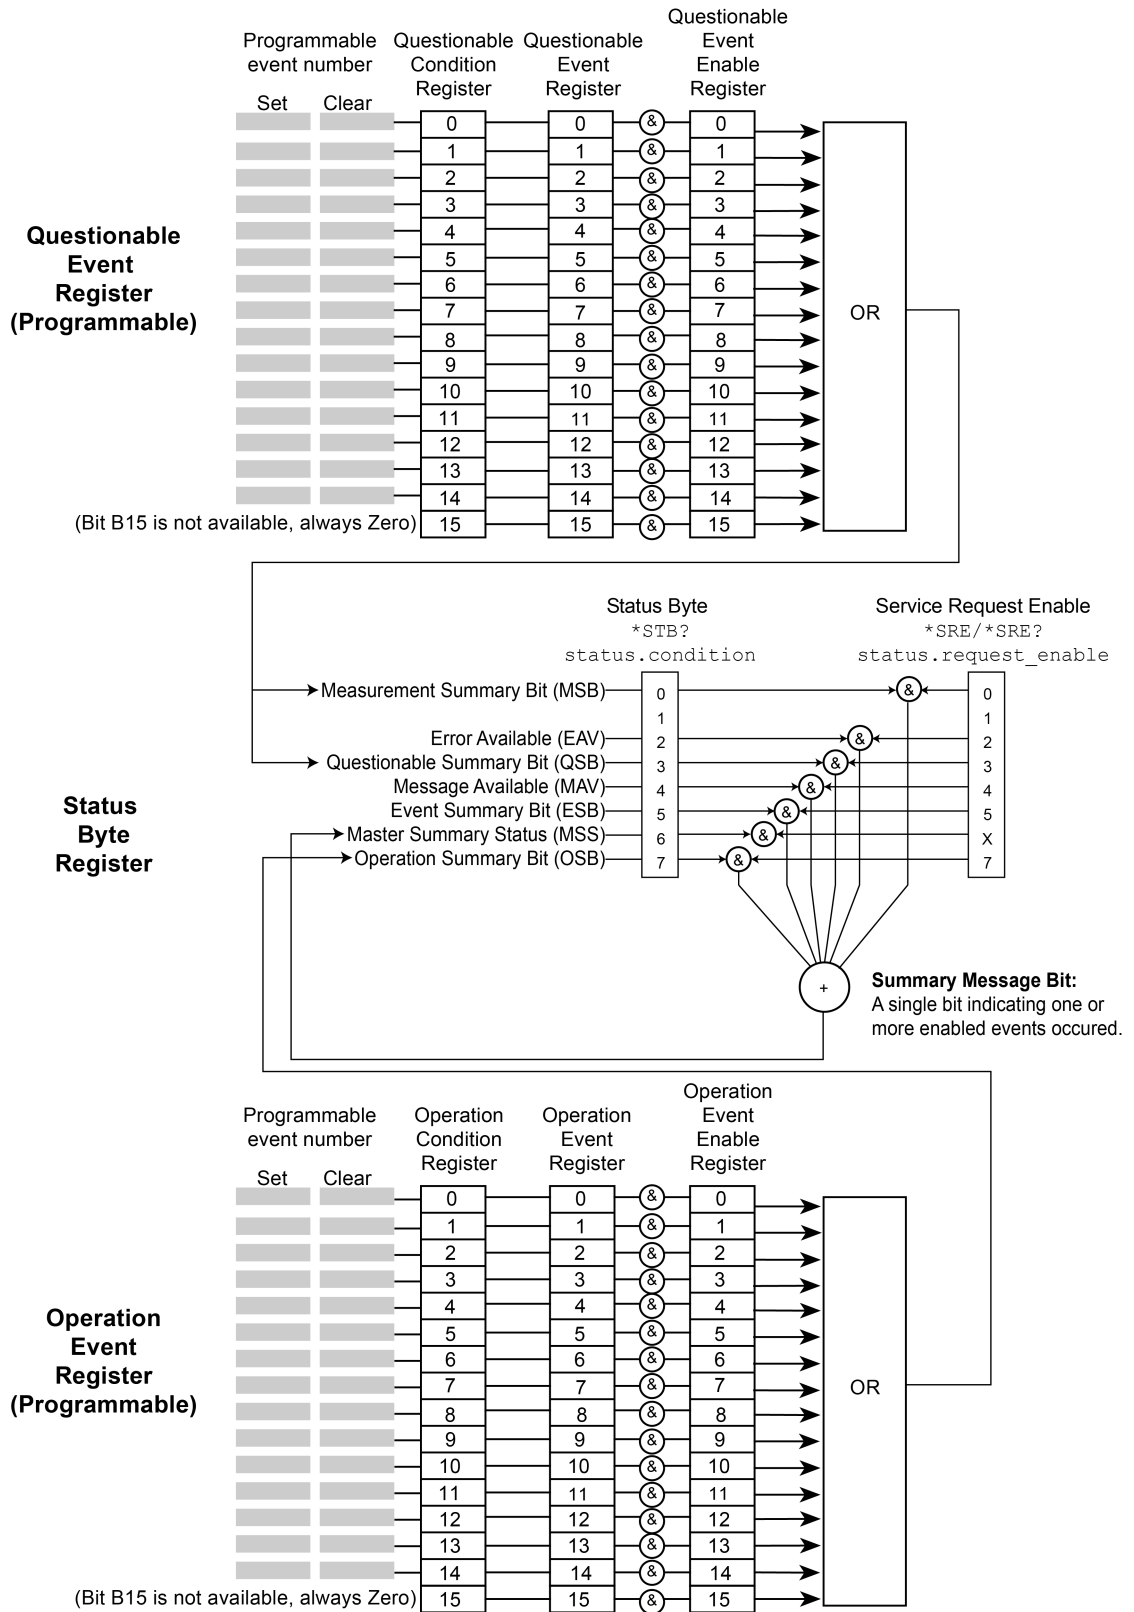 Questionable
Programmable Questionable Questionable Event
event number Condition Event Enable
Register Register Register
Set Clear
0 0 & 0
1 1 & 1
2 2 & 2
3 3 & 3
Questionable
Event
Register
(Programmable)
4 4 & 4
5 5 & 5
6 6 & 6
7 7 & 7
OR
8 8 & 8
9 9 & 9
10 10 & 10
11 11 & 11
12 12 & 12
13 13 & 13
14 14 & 14
(Bit B15 is not available, always Zero) 15 15 & 15
Status Byte
*STB?
status.condition
Service Request Enable
*SRE/*SRE?
status.request_enable
Status
Byte
Register
Measurement Summary Bit (MSB) 0 & 0
1 1
Error Available (EAV) 2 & 2
Questionable Summary Bit (QSB) 3 & 3
Message Available (MAV) 4 & 4
Event Summary Bit (ESB) 5 & 5
Master Summary Status (MSS) 6 & X
Operation Summary Bit (OSB) 7 & 7
+
Summary Message Bit:
A single bit indicating one or
more enabled events occured.
Operation
Programmable Operation Operation Event
event number Condition Event Enable
Register Register Register
Set Clear
0 0 & 0
1 1 & 1
2 2 & 2
3 3 & 3
Operation
Event
Register
(Programmable)
4 4 & 4
5 5 & 5
6 6 & 6
7 7 & 7
OR
8 8 & 8
9 9 & 9
10 10 & 10
11 11 & 11
12 12 & 12
13 13 & 13
14 14 & 14
(Bit B15 is not available, always Zero) 15 15 & 15